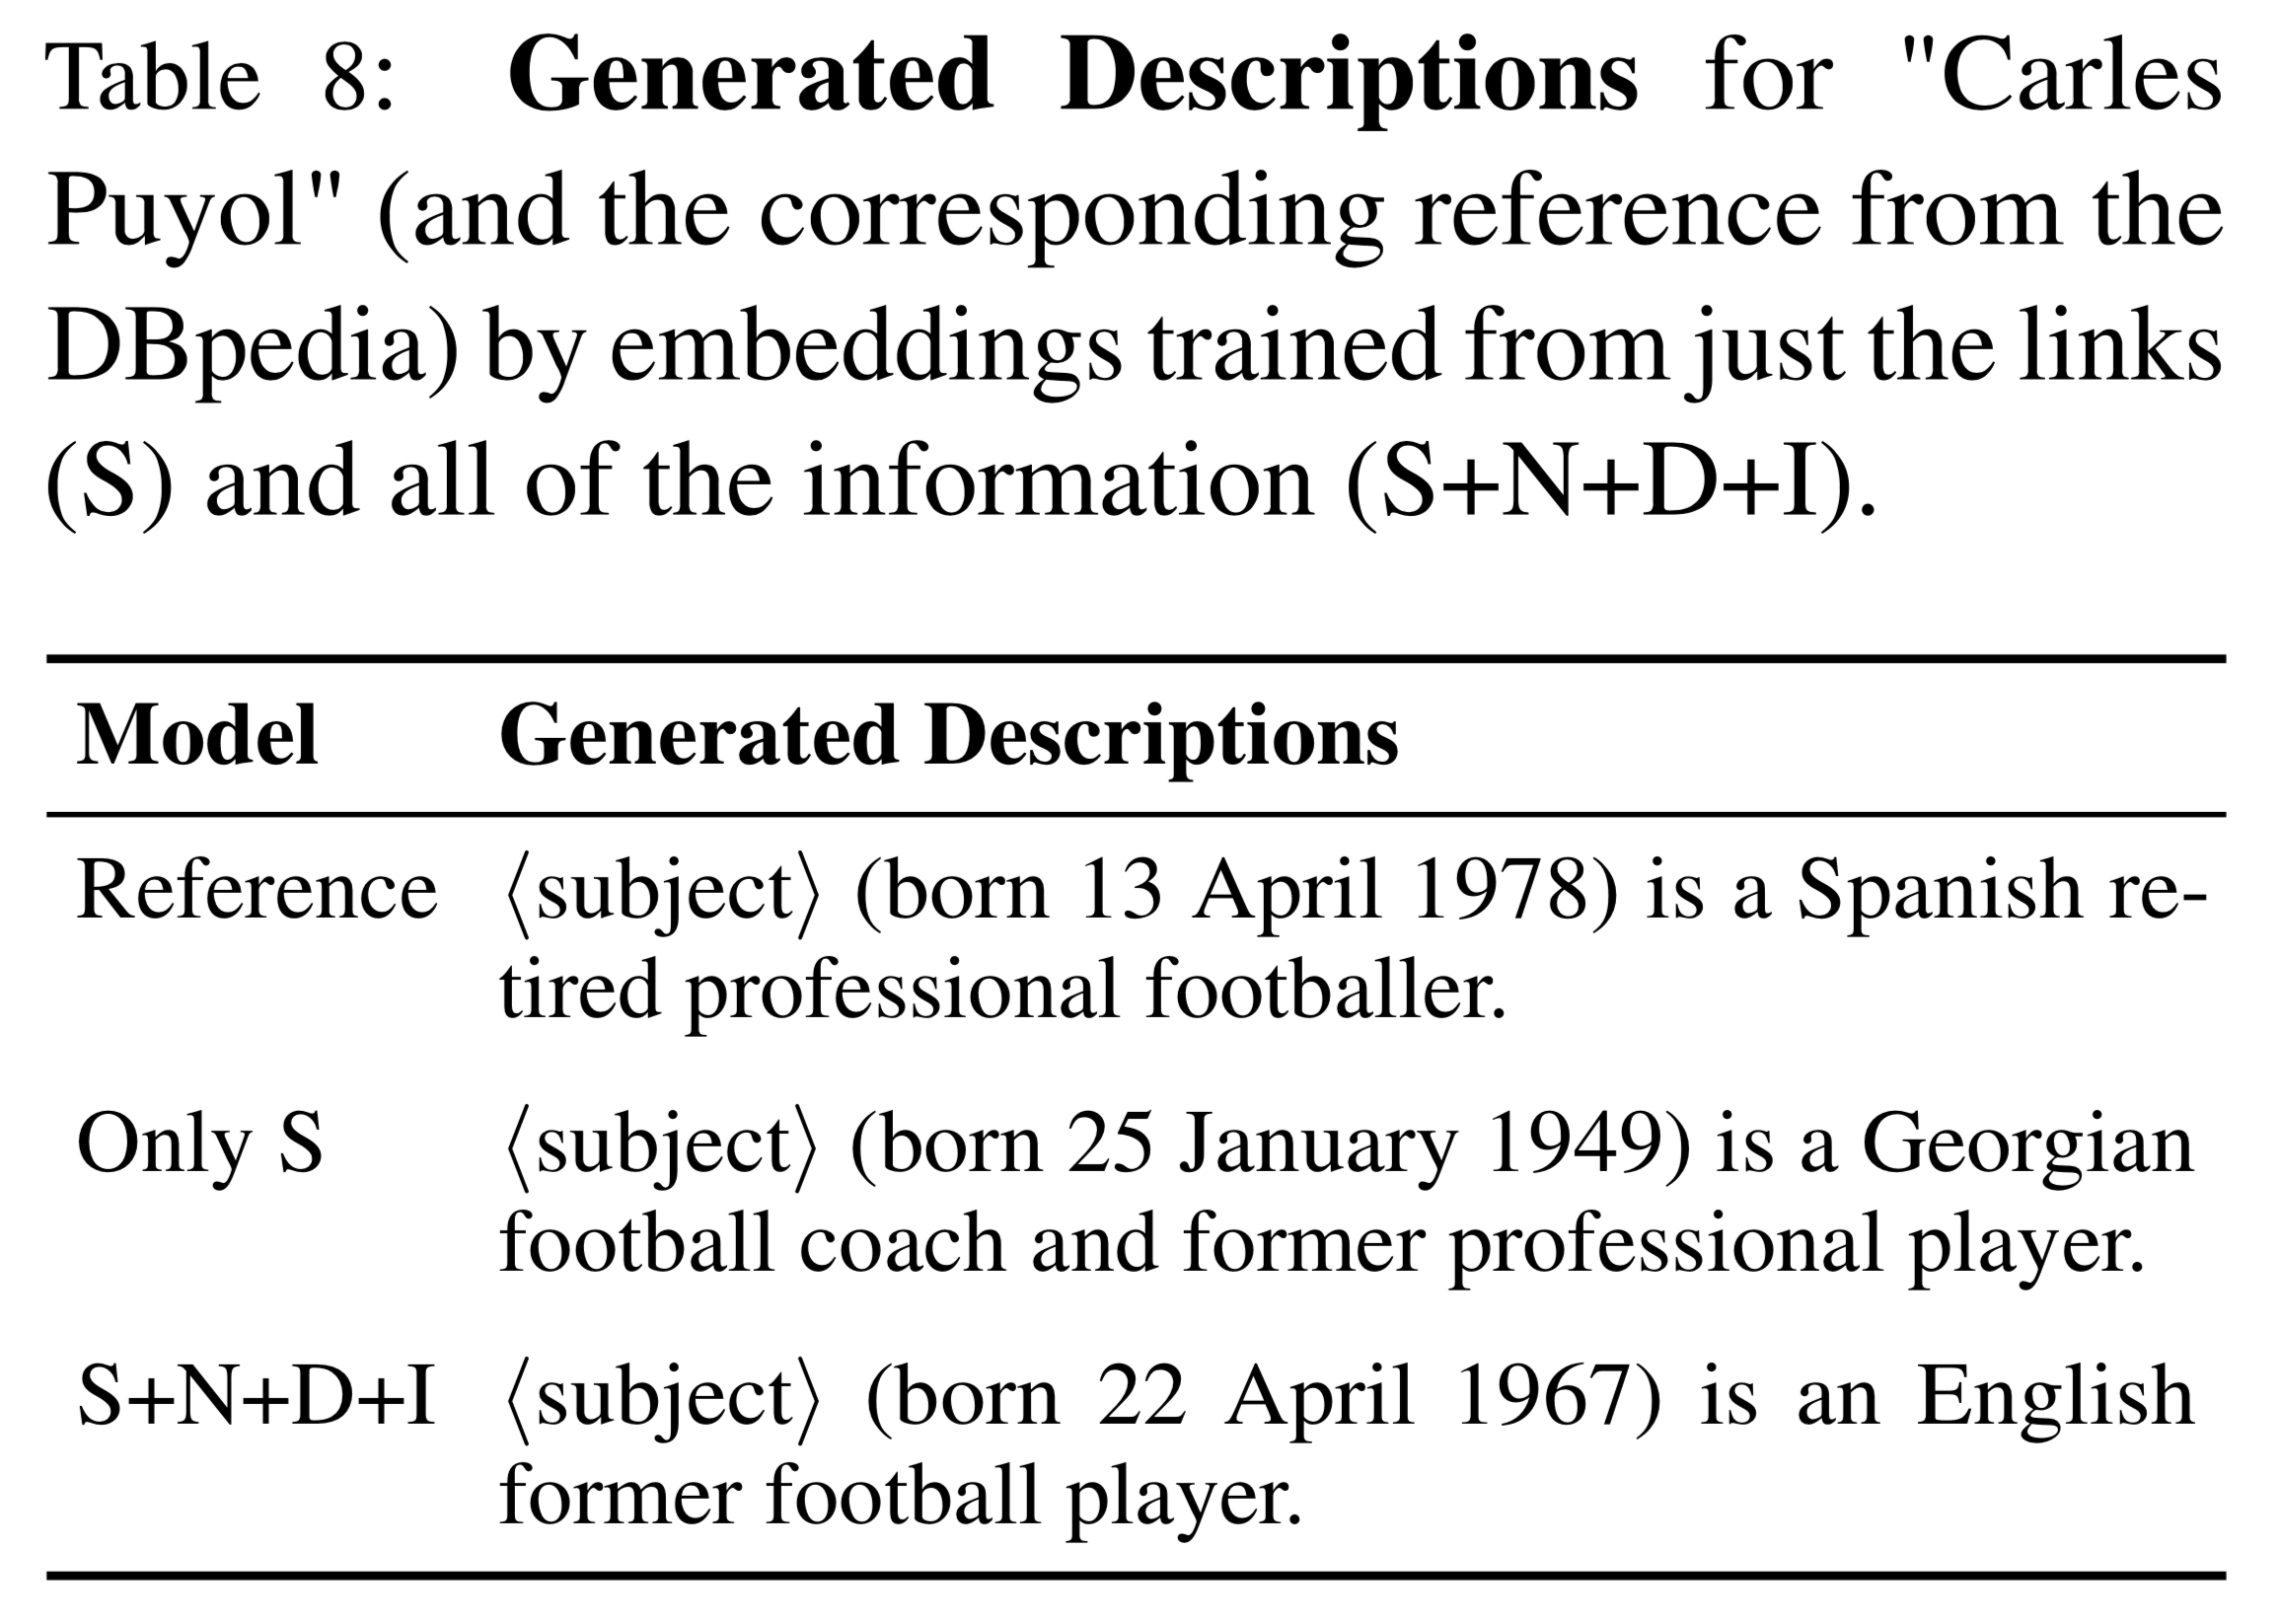 Table 8: Generated Descriptions for "Carles
Puyol" (and the corresponding reference from the
DBpedia) by embeddings trained from just the links
(S) and all of the information (S+N+D+I).
Model Generated Descriptions
Reference ⟨subject⟩ (born 13 April 1978) is a Spanish re-
tired professional footballer.
Only S ⟨subject⟩ (born 25 January 1949) is a Georgian
football coach and former professional player.
S+N+D+I ⟨subject⟩ (born 22 April 1967) is an English
former football player.